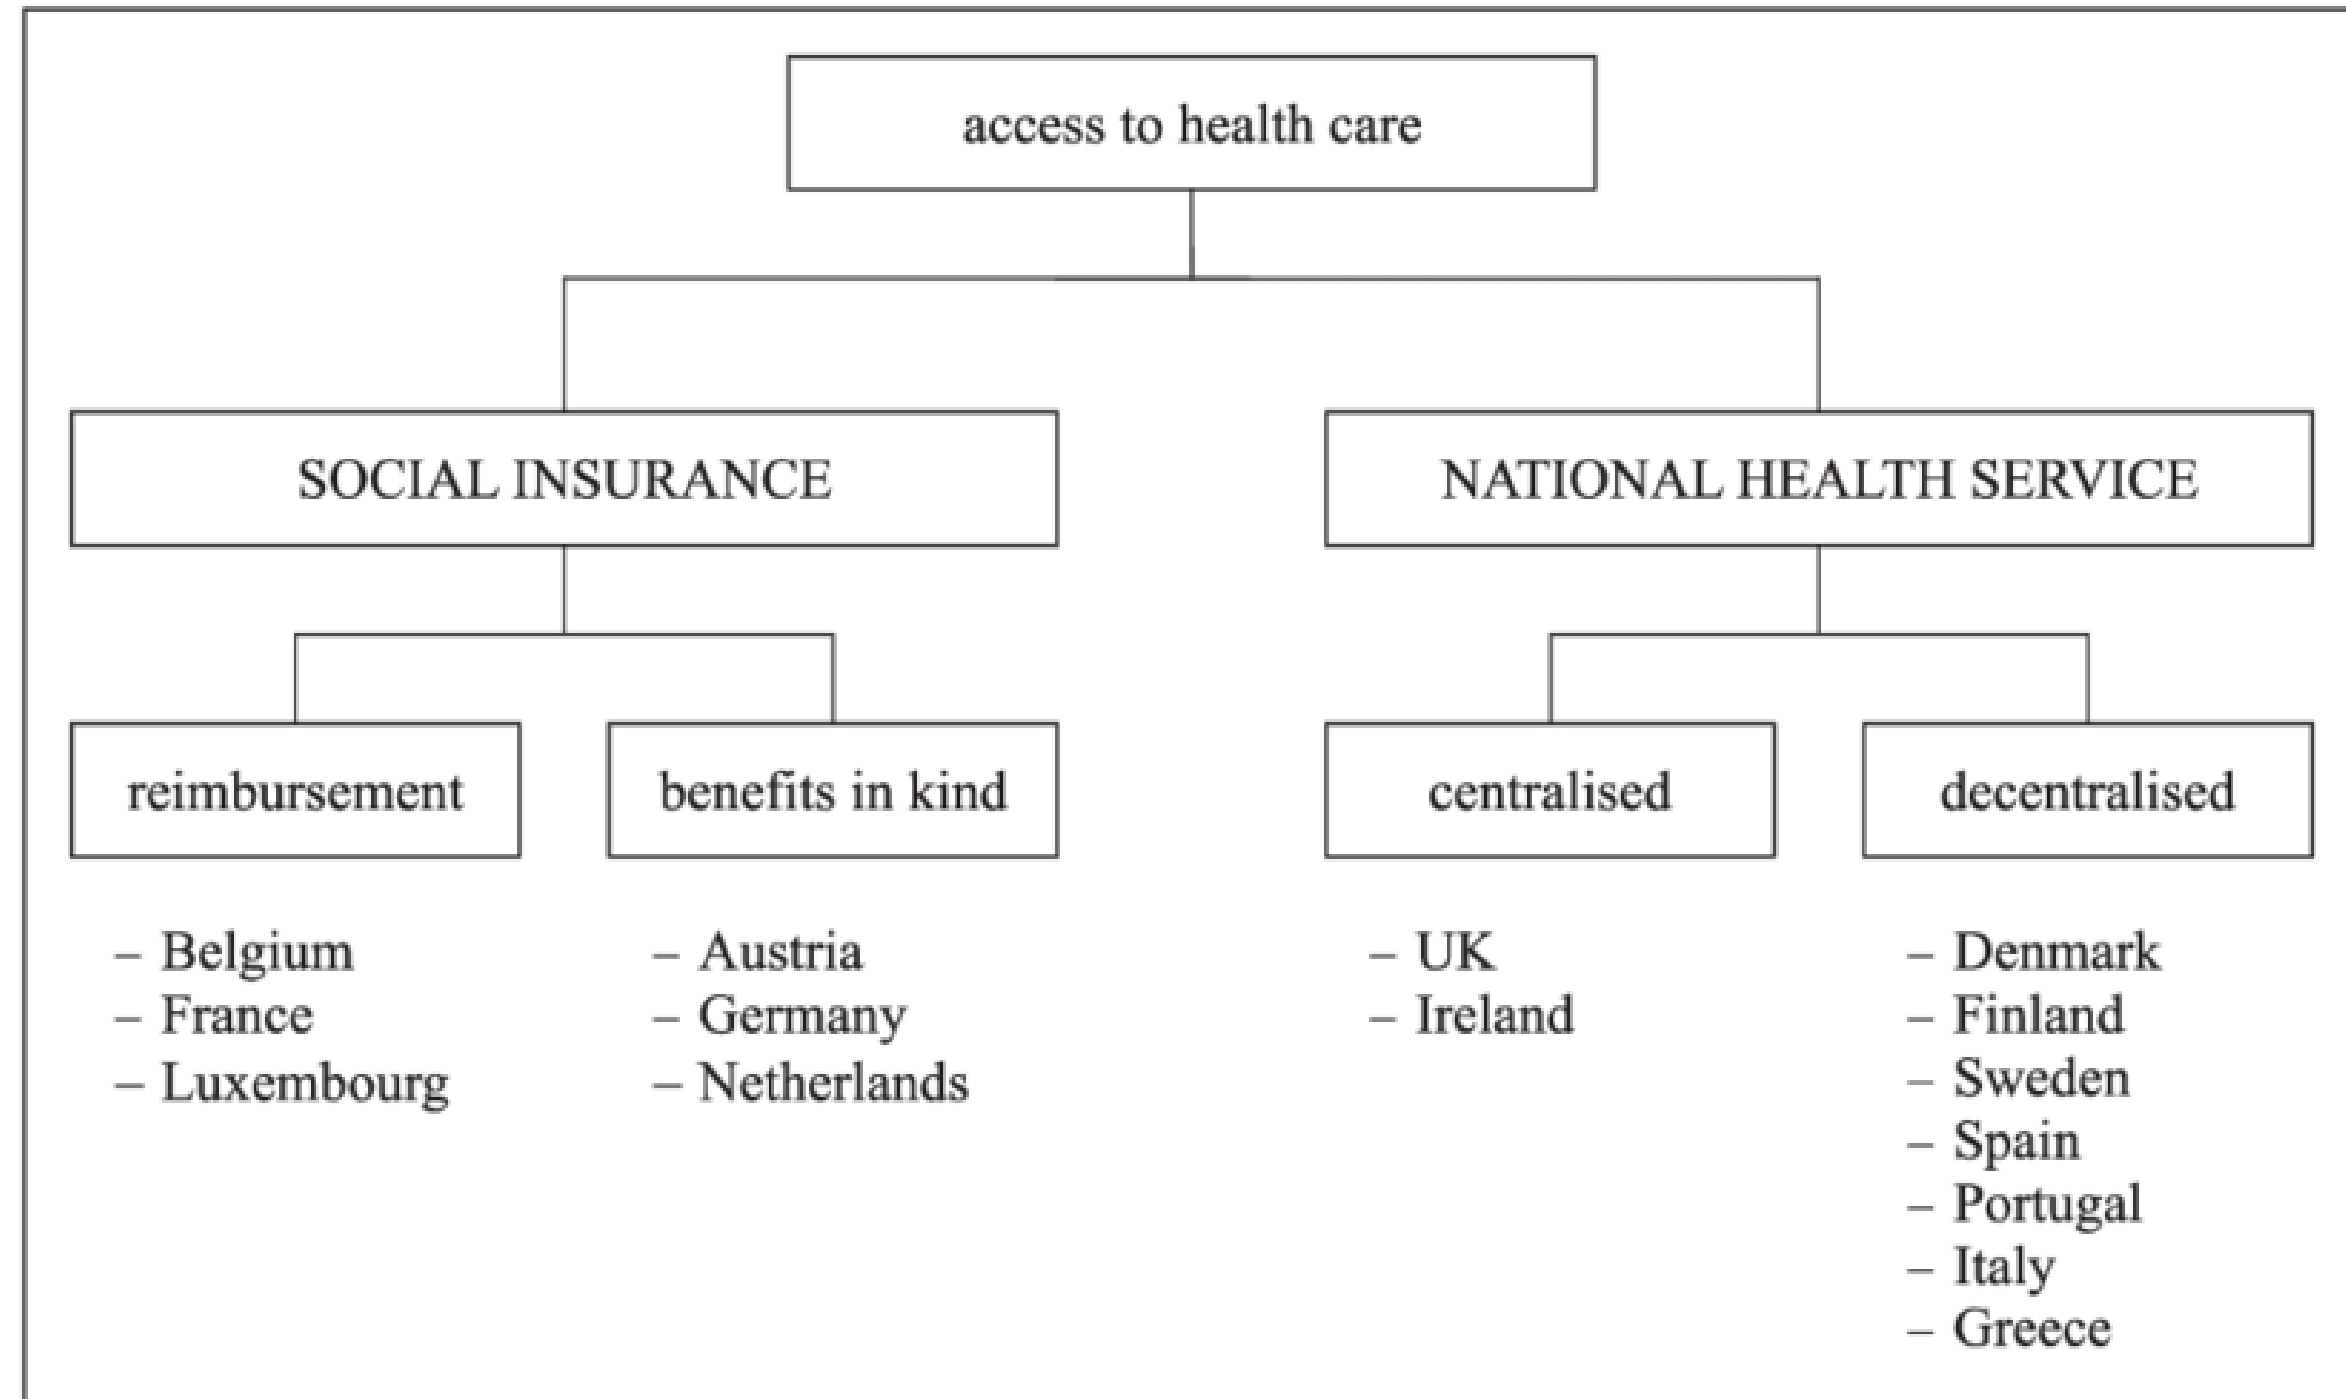 access to health care
SOCIAL INSURANCE
NATIONAL HEALTH SERVICE
reimbursement
benefits in kind
centralised
decentralised
– Belgium
– France
– Luxembourg
– Austria
– Germany
– Netherlands
– UK
– Ireland
– Denmark
– Finland
– Sweden
– Spain
– Portugal
– Italy
– Greece